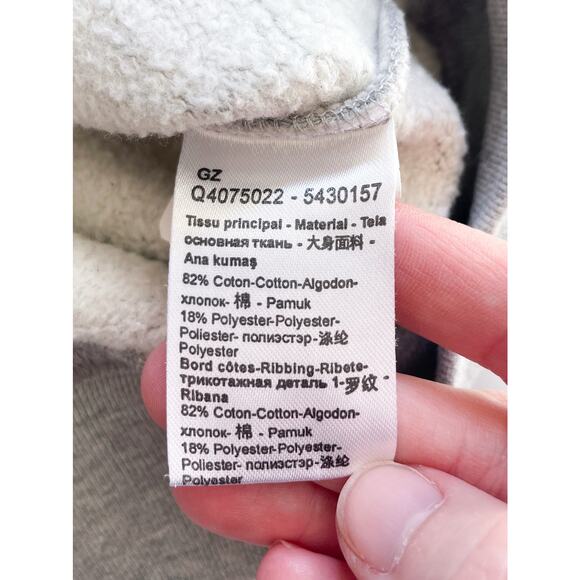 GZ
Q4075022 - 5430157
Tissu principal - Material - Tela
основная ткань - 大身面料 -
Ana kumaş
82% Coton-Cotton-Algodon-
хлопок- 棉 - Pamuk
18% Polyester-Polyester-
Poliester- полиэстэр-涤纶
Polyester
Bord côtes-Ribbing-Ribete-
трикотажная деталь 1-罗纹 -
Ribana
82% Coton-Cotton-Algodon-
хлопок- 棉 - Pamuk
18% Polyester-Polyester-
Poliester- полиэстэр-涤纶
Polyester